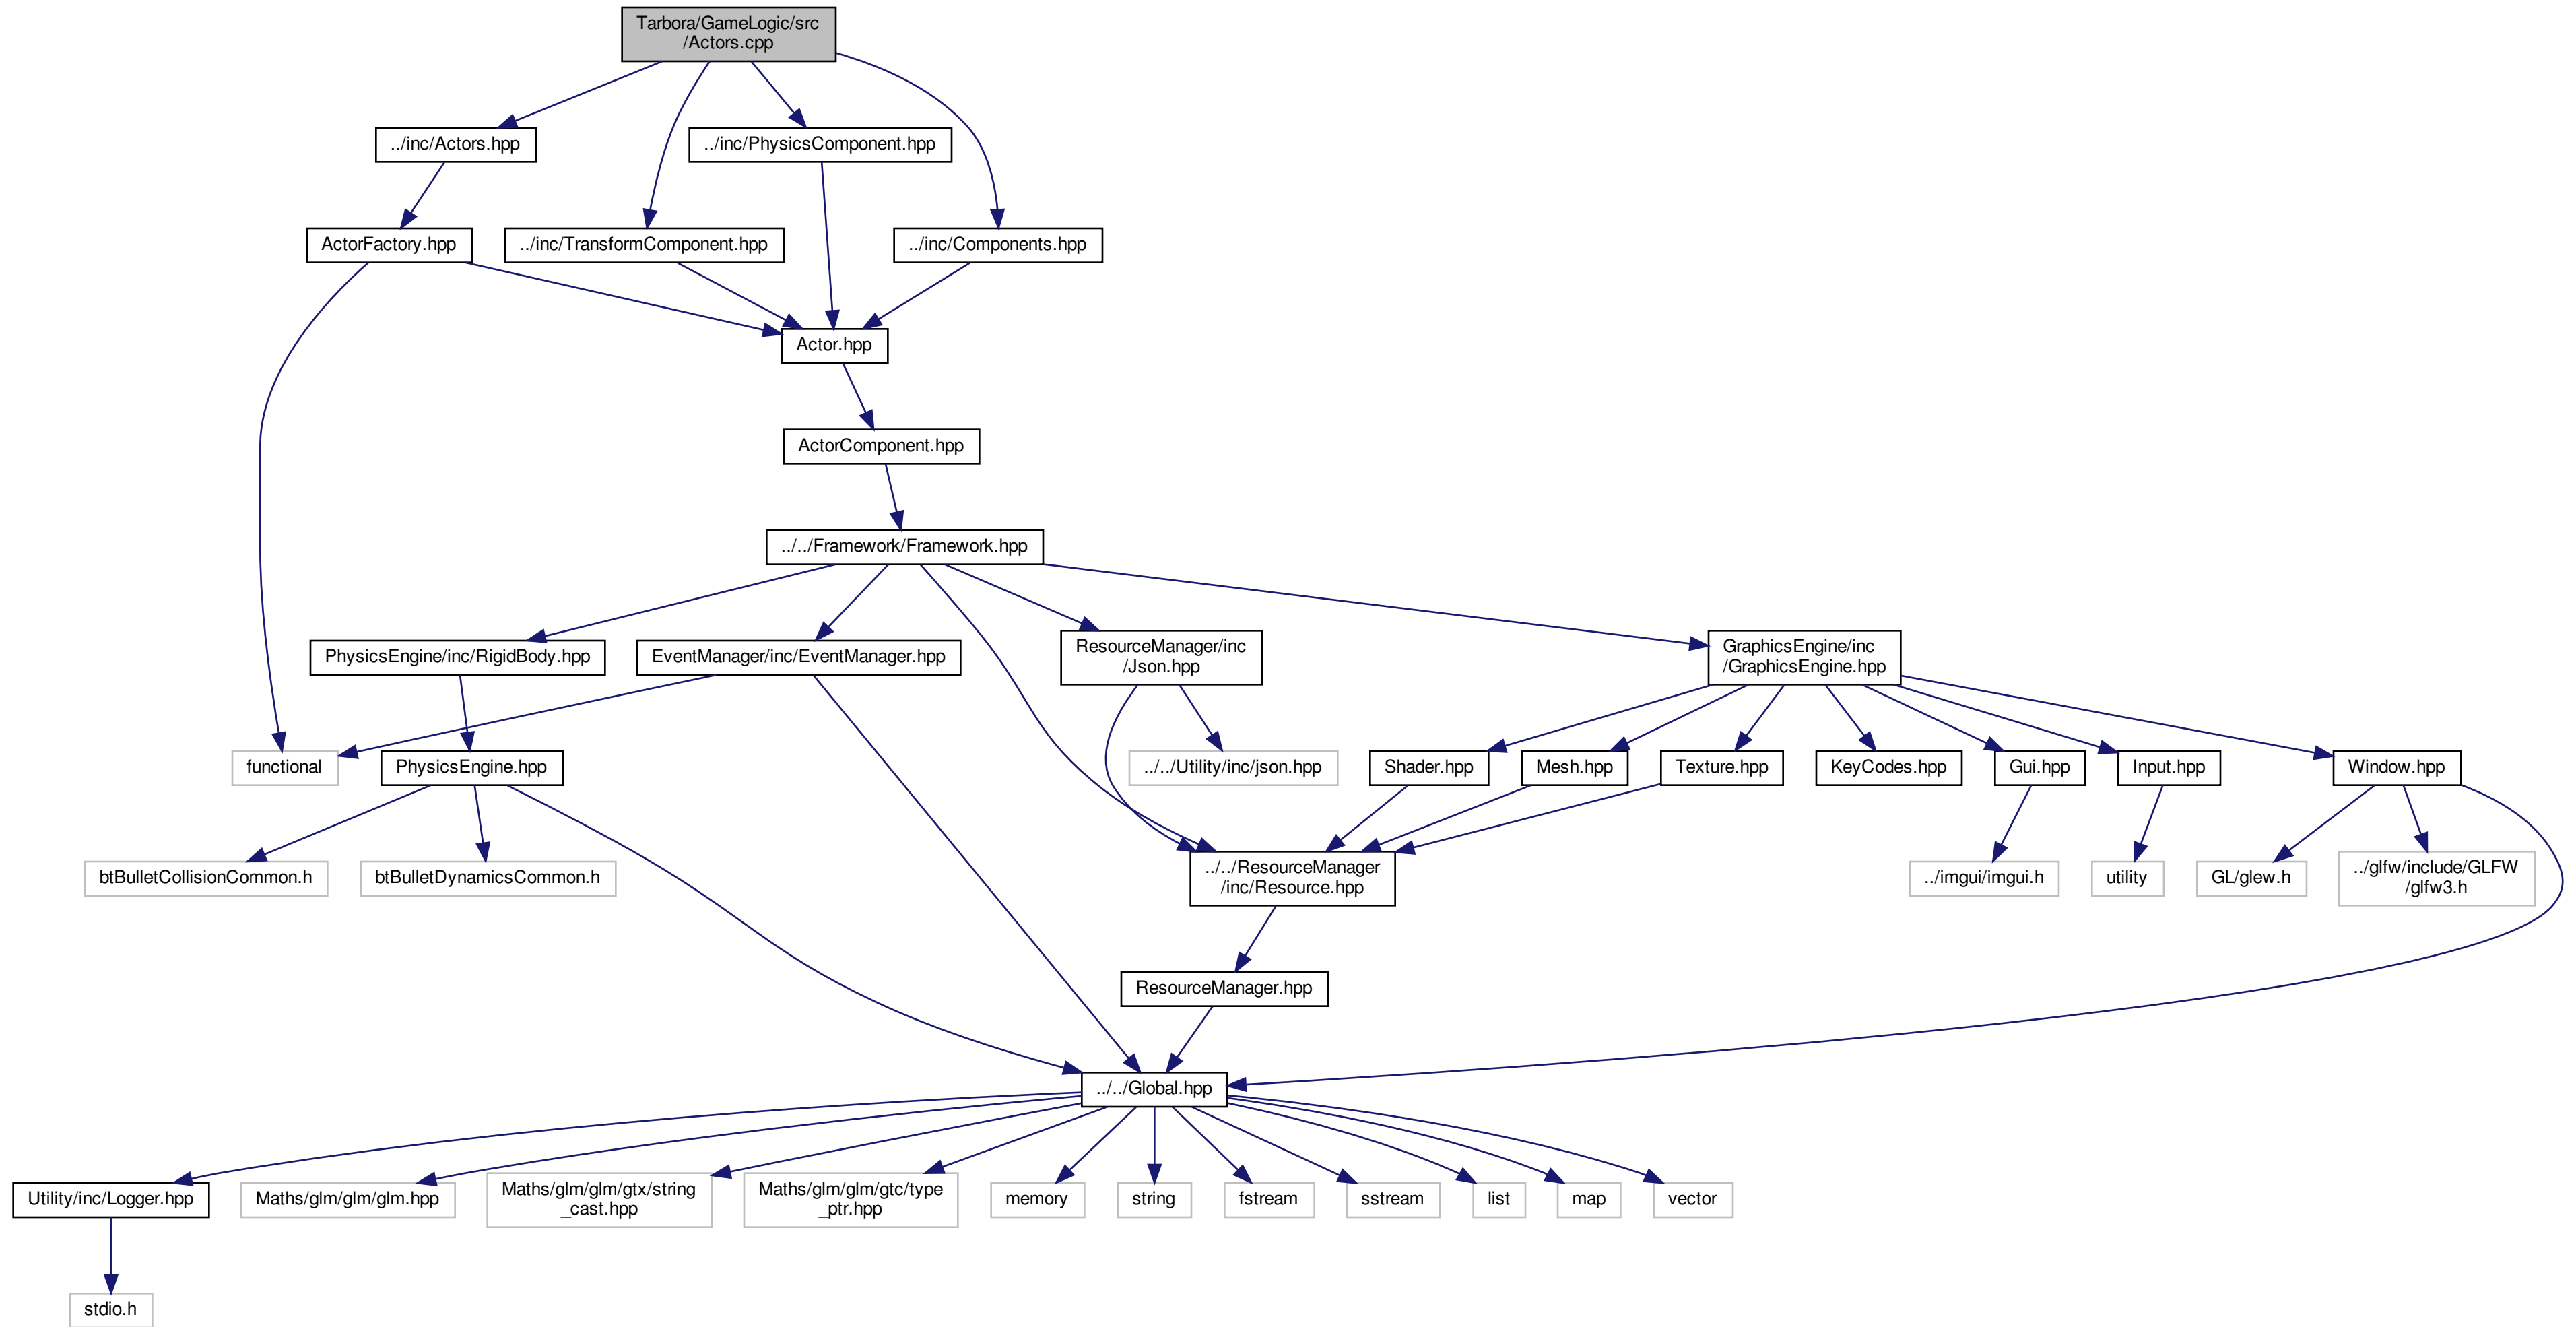 Tarbora/GameLogic/src
/Actors.cpp
../inc/Actors.hpp
../inc/PhysicsComponent.hpp
ActorFactory.hpp
../inc/TransformComponent.hpp
../inc/Components.hpp
Actor.hpp
ActorComponent.hpp
../../Framework/Framework.hpp
PhysicsEngine/inc/RigidBody.hpp
EventManager/inc/EventManager.hpp
ResourceManager/inc
/Json.hpp
GraphicsEngine/inc
/GraphicsEngine.hpp
functional
PhysicsEngine.hpp
../../Utility/inc/json.hpp
Shader.hpp
Mesh.hpp
Texture.hpp
KeyCodes.hpp
Gui.hpp
Input.hpp
Window.hpp
btBulletCollisionCommon.h
btBulletDynamicsCommon.h
../../ResourceManager
/inc/Resource.hpp
../imgui/imgui.h
utility
GL/glew.h
../glfw/include/GLFW
/glfw3.h
ResourceManager.hpp
../../Global.hpp
Utility/inc/Logger.hpp
Maths/glm/glm/glm.hpp
Maths/glm/glm/gtx/string
_cast.hpp
Maths/glm/glm/gtc/type
_ptr.hpp
memory
string
fstream
sstream
list
map
vector
stdio.h